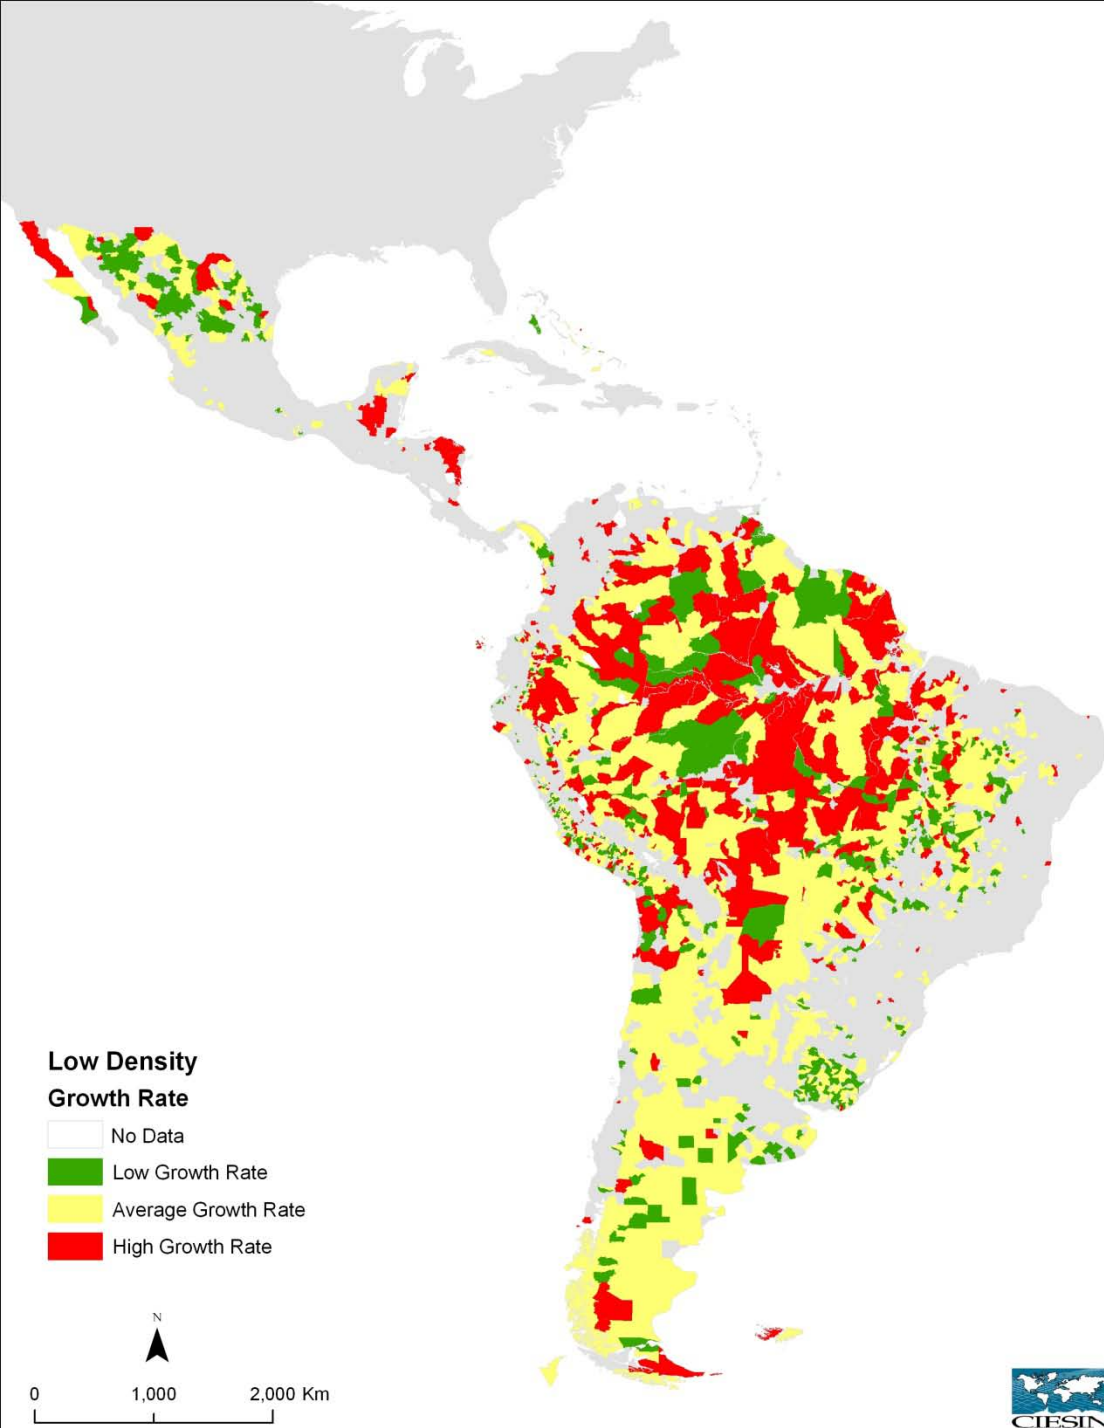 Low Density
Growth Rate
No Data
Low Growth Rate
Average Growth Rate
High Growth Rate
N
0 1,000 2,000 Km
CIESIN